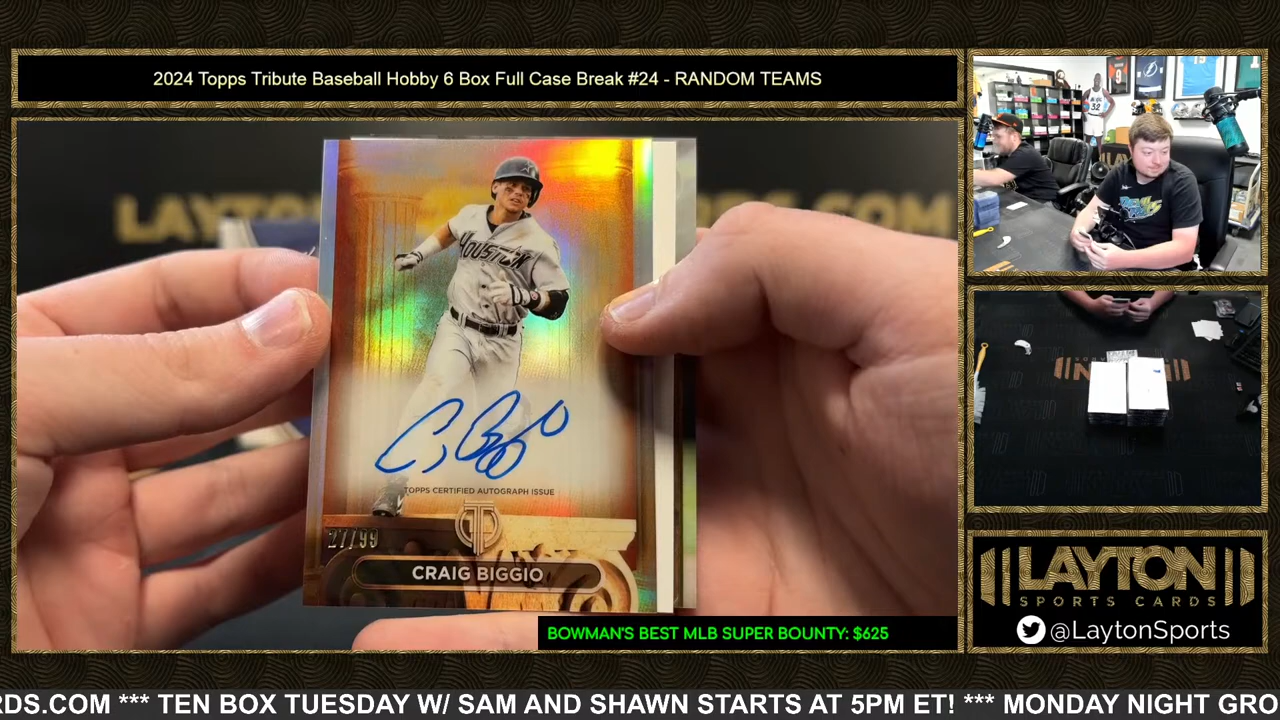 2024 Topps Tribute Baseball Hobby 6 Box Full Case Break #24 - RANDOM TEAMS
HOUSTON
TOPPS CERTIFIED AUTOGRAPH ISSUE
27/99
CRAIG BIGGIO
BOWMAN'S BEST MLB SUPER BOUNTY: $625
32
9
LAYTON
SPORTS CARDS
@LaytonSports
RDS.COM *** TEN BOX TUESDAY W/ SAM AND SHAWN STARTS AT 5PM ET! *** MONDAY NIGHT GRO